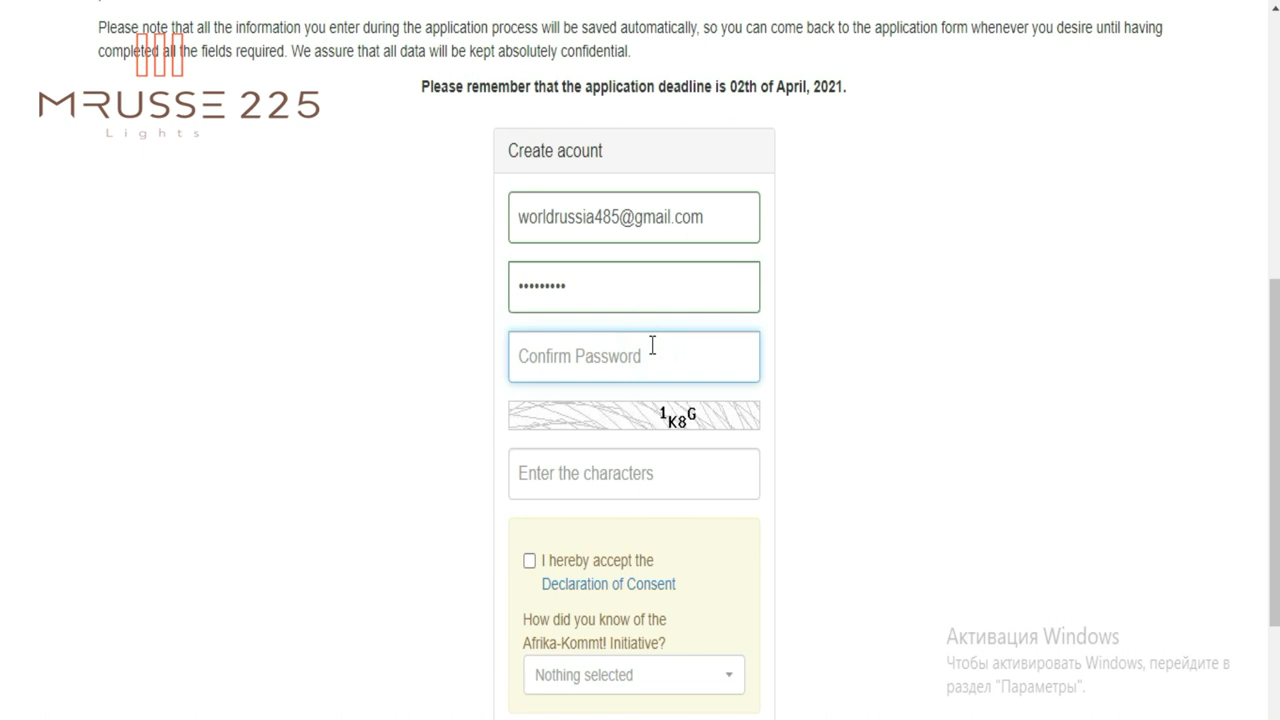 Please note that all the information you enter during the application process will be saved automatically, so you can come back to the application form whenever you desire until having
completed all the fields required. We assure that all data will be kept absolutely confidential.
MRUSSE 225
Lights
Please remember that the application deadline is 02th of April, 2021.
Create acount
worldrussia485@gmail.com
•••••••••
Confirm Password
1K8G
Enter the characters
I hereby accept the
Declaration of Consent
How did you know of the
Afrika-Kommt! Initiative?
Nothing selected
Активация Windows
Чтобы активировать Windows, перейдите в
раздел "Параметры".